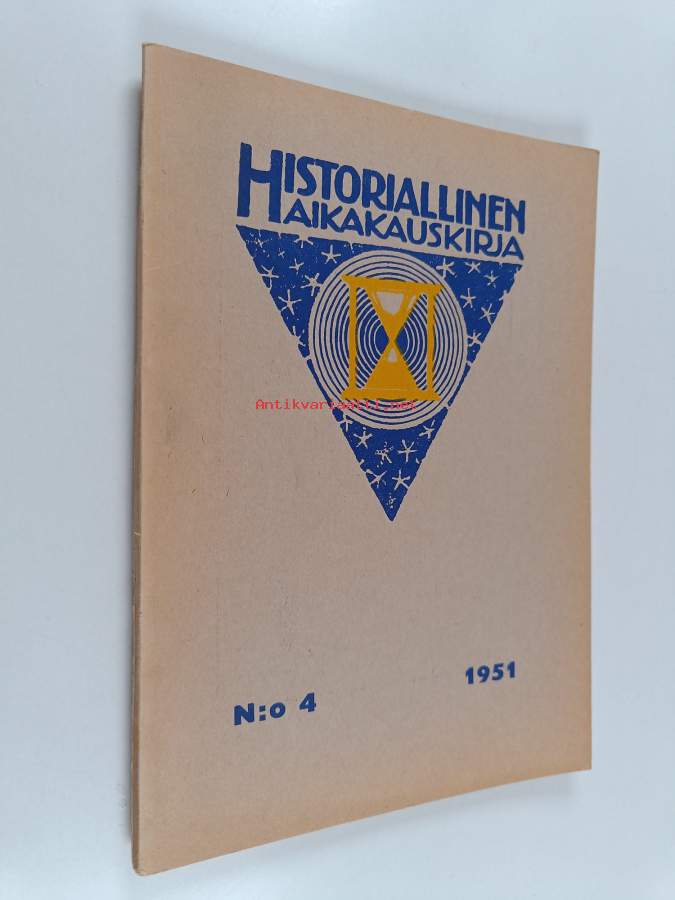 HISTORIALLINEN
AIKAKAUSKIRJA
Antikvariaatti.net
N:o 4
1951